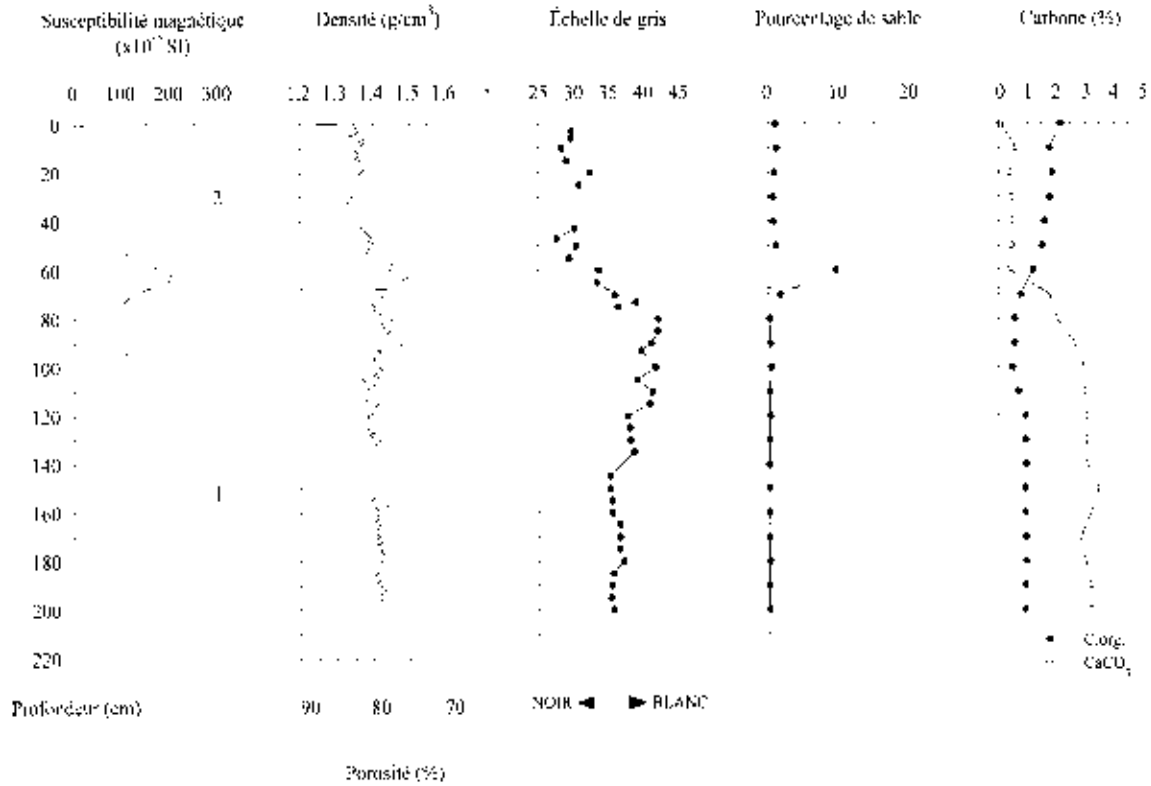 Susceptibilité magnétique Densité (g/cm³) Échelle de gris Pourcentage de sable Carbone (%)
0 100 200 300 1.2 1.3 1.4 1.5 1.6 25 30 35 40 45 0 10 20 0 1 2 3 4 5
0
20
2
40
60
80
100
120
140
1
160
180
200
C.org.
220 CaCO₃
Profondeur (cm) 90 80 70 NOIR ◄ ► BLANC
Porosité (%)